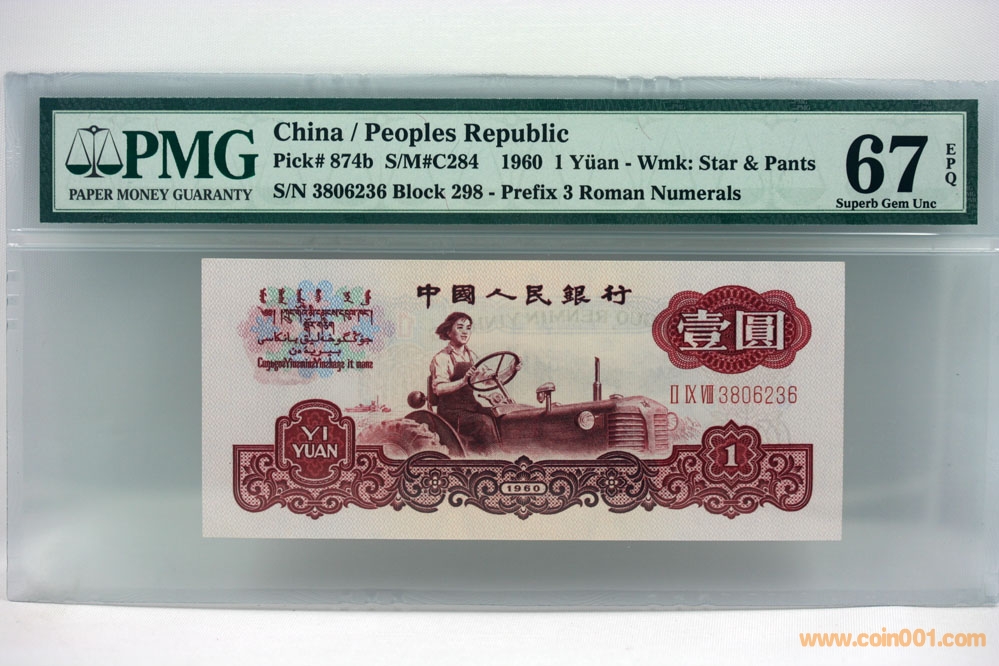 PMG
PAPER MONEY GUARANTY
China / Peoples Republic
Pick# 874b S/M#C284 1960 1 Yüan - Wmk: Star & Pants
S/N 3806236 Block 298 - Prefix 3 Roman Numerals
67
EPQ
Superb Gem Unc
中國人民銀行
壹圓
II IX VIII 3806236
YI
YUAN
1
1960
www.coin001.com